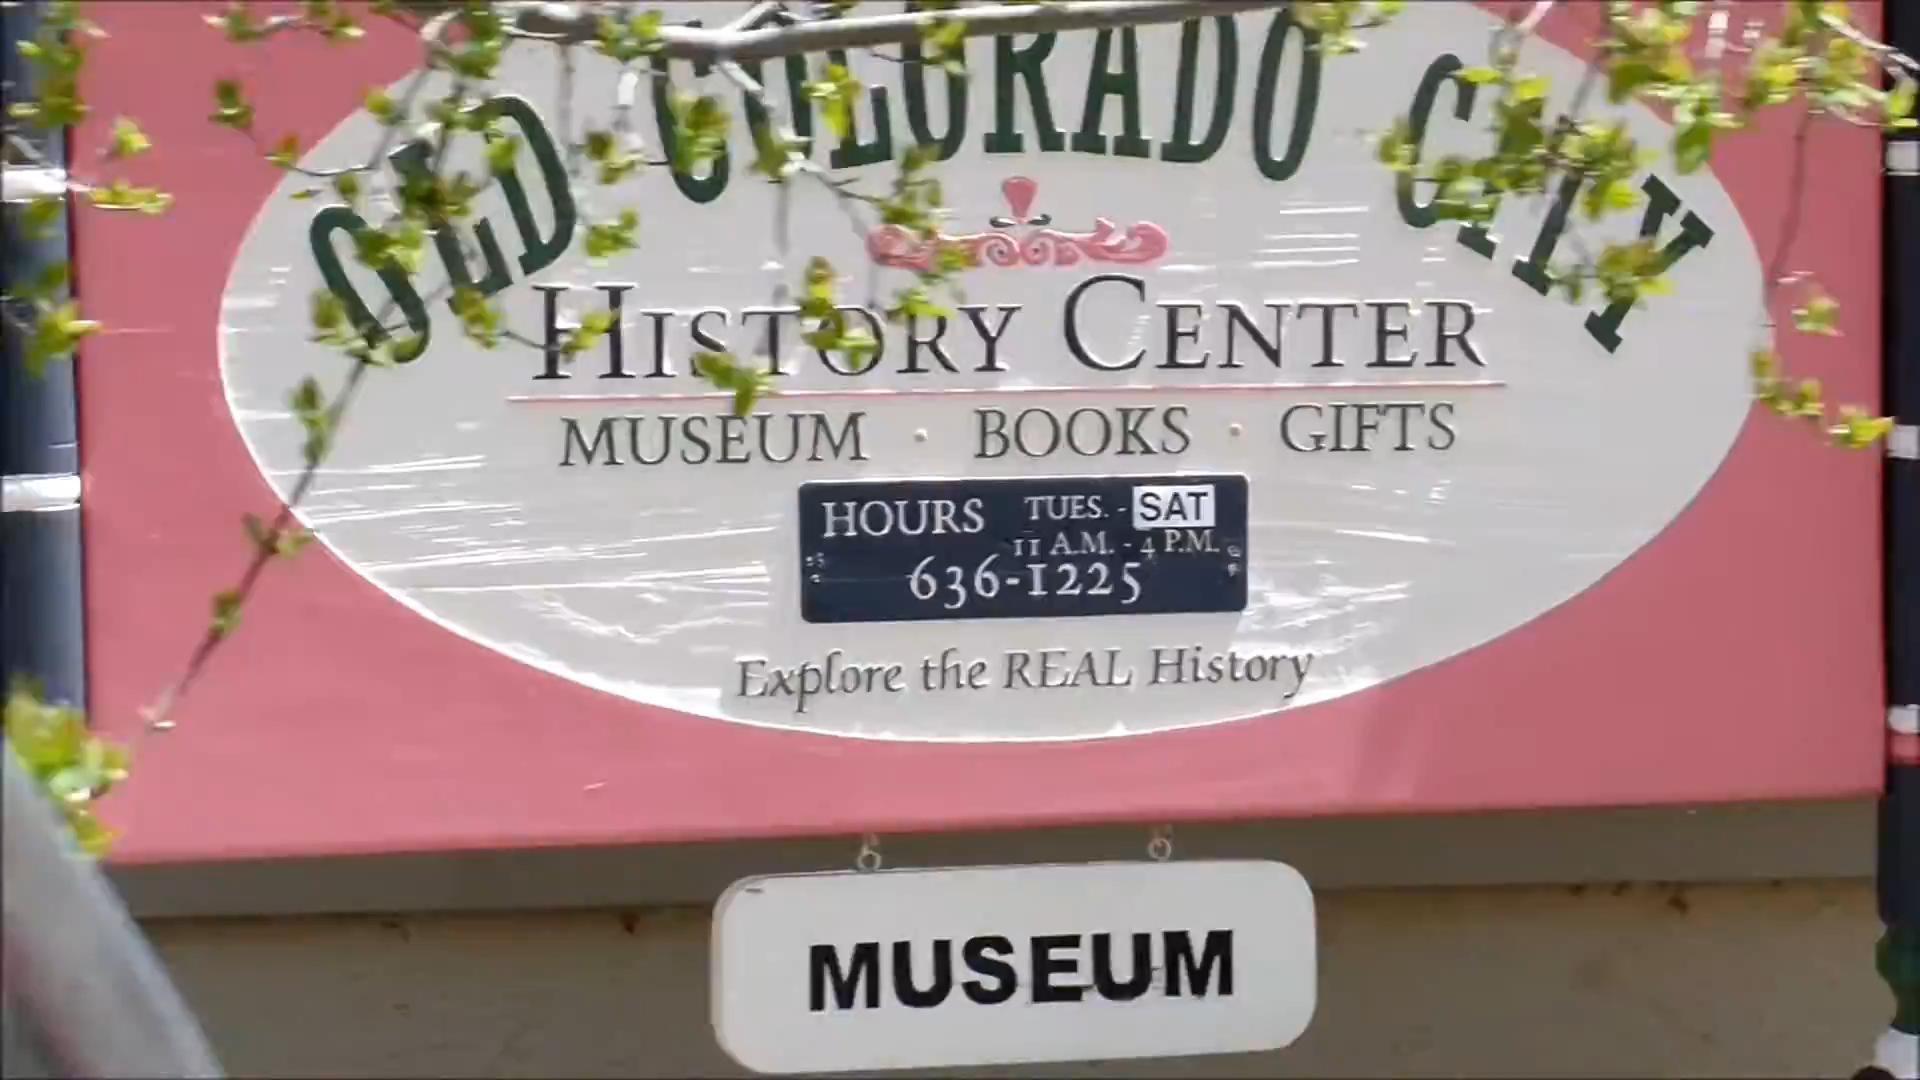 OLD COLORADO CITY
HISTORY CENTER
MUSEUM · BOOKS · GIFTS
HOURS TUES. - SAT
11 A.M. - 4 P.M.
636-1225
Explore the REAL History
MUSEUM